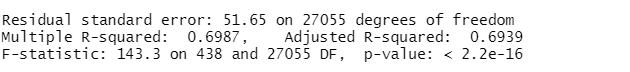 Residual standard error: 51.65 on 27055 degrees of freedom
Multiple R-squared:  0.6987,    Adjusted R-squared:  0.6939
F-statistic: 143.3 on 438 and 27055 DF,  p-value: < 2.2e-16